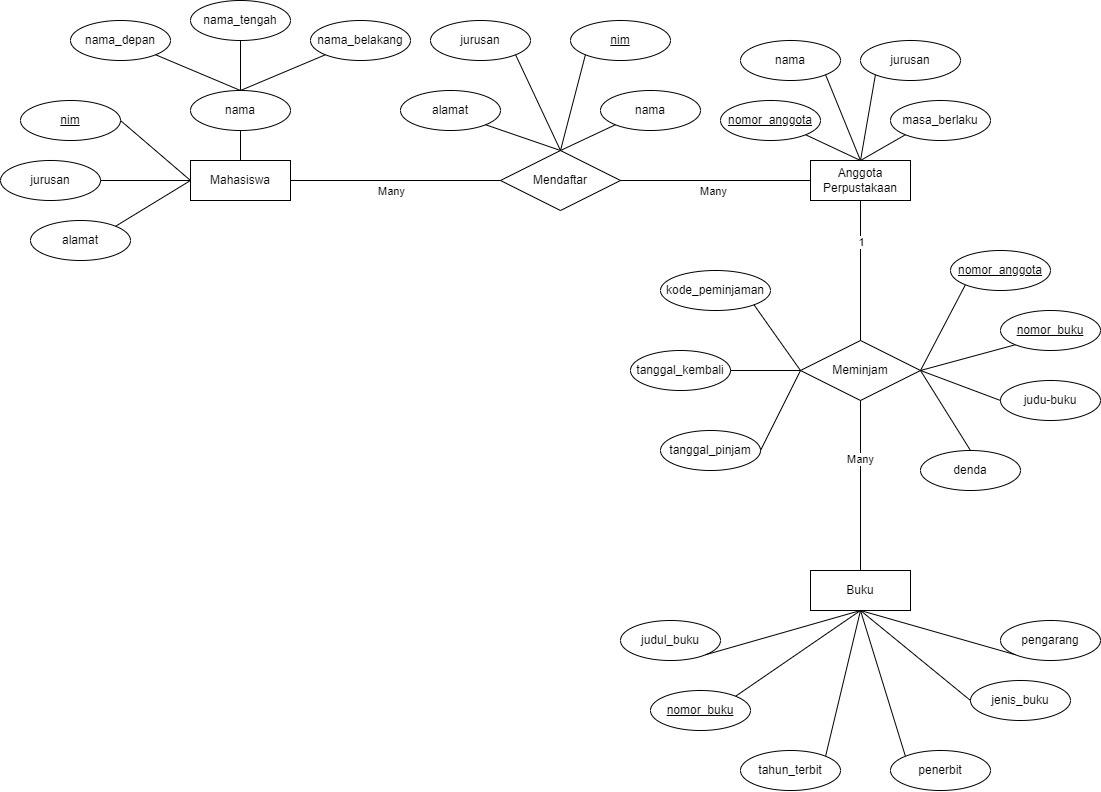 nama_tengah
nama_depan
nama_belakang
jurusan
nim
nama
jurusan
nim
nama
alamat
nama
nomor_anggota
masa_berlaku
jurusan
Mahasiswa
Many
Mendaftar
Many
Anggota
Perpustakaan
alamat
1
nomor_anggota
kode_peminjaman
nomor_buku
tanggal_kembali
Meminjam
judu-buku
tanggal_pinjam
Many
denda
Buku
judul_buku
pengarang
nomor_buku
jenis_buku
tahun_terbit
penerbit